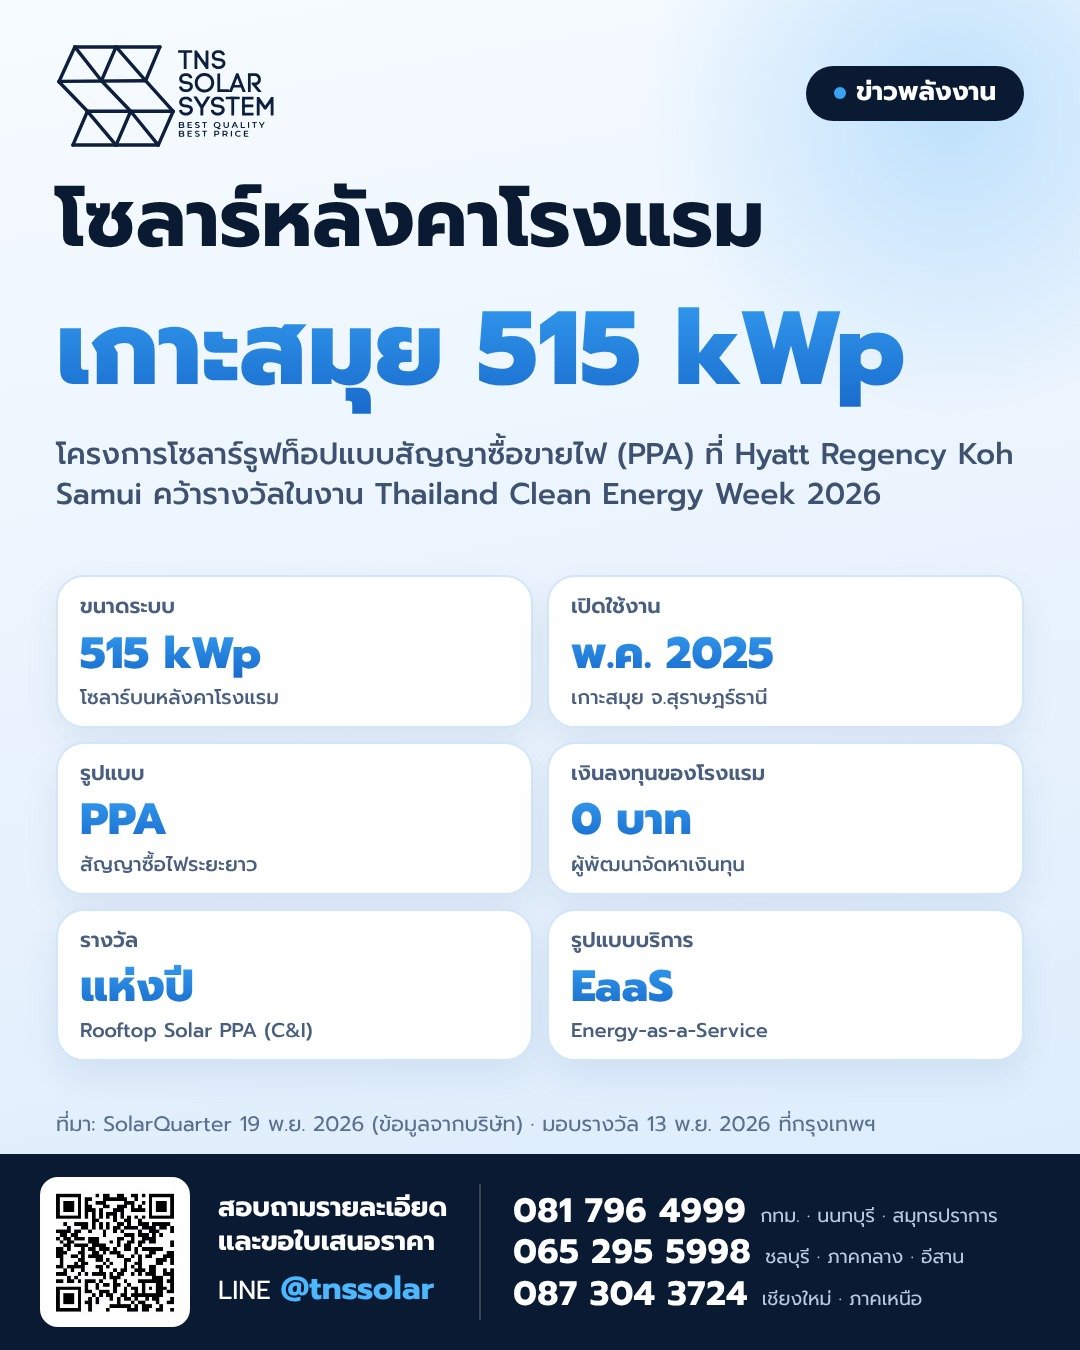 TNS
SOLAR
SYSTEM
BEST QUALITY
BEST PRICE
ข่าวพลังงาน
โซลาร์หลังคาโรงแรม
เกาะสมุย 515 kWp
โครงการโซลาร์รูฟท็อปแบบสัญญาซื้อขายไฟ (PPA) ที่ Hyatt Regency Koh
Samui คว้ารางวัลในงาน Thailand Clean Energy Week 2026
ขนาดระบบ
515 kWp
โซลาร์บนหลังคาโรงแรม
เปิดใช้งาน
พ.ค. 2025
เกาะสมุย จ.สุราษฎร์ธานี
รูปแบบ
PPA
สัญญาซื้อไฟระยะยาว
เงินลงทุนของโรงแรม
0 บาท
ผู้พัฒนาจัดหาเงินทุน
รางวัล
แห่งปี
Rooftop Solar PPA (C&I)
รูปแบบบริการ
EaaS
Energy-as-a-Service
ที่มา: SolarQuarter 19 พ.ย. 2026 (ข้อมูลจากบริษัท) · มอบรางวัล 13 พ.ย. 2026 ที่กรุงเทพฯ
สอบถามรายละเอียด
และขอใบเสนอราคา
LINE @tnssolar
081 796 4999 กทม. · นนทบุรี · สมุทรปราการ
065 295 5998 ชลบุรี · ภาคกลาง · อีสาน
087 304 3724 เชียงใหม่ · ภาคเหนือ